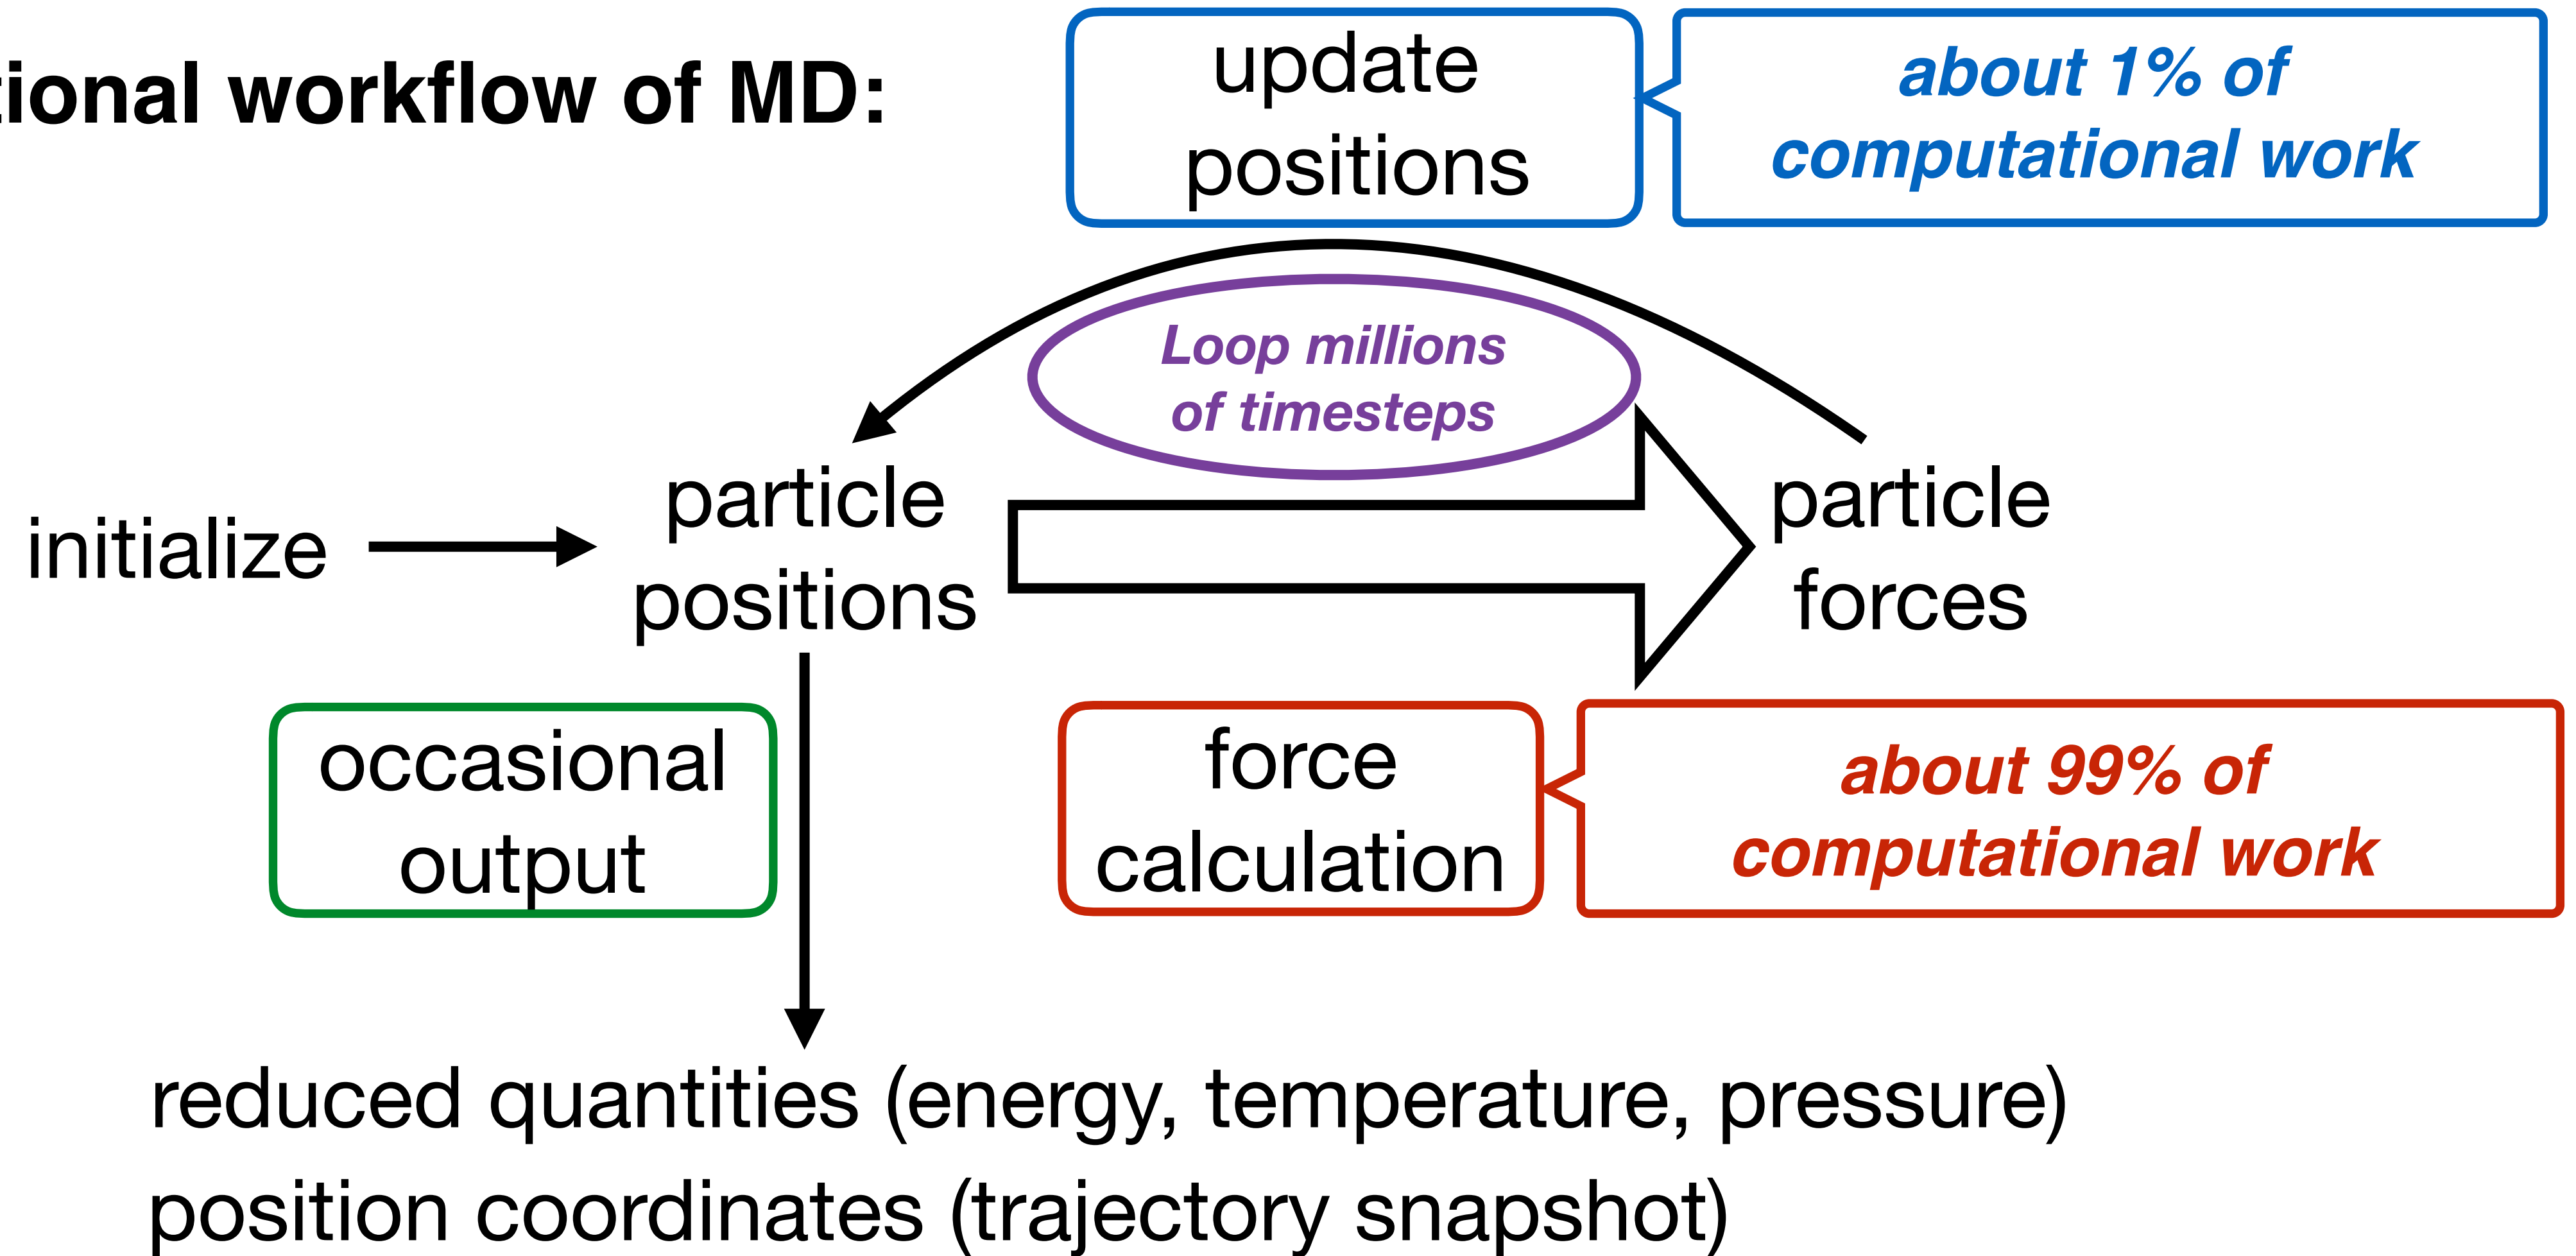 tional workflow of MD:
update
positions
about 1% of
computational work
Loop millions
of timesteps
initialize
particle
positions
particle
forces
occasional
output
force
calculation
about 99% of
computational work
reduced quantities (energy, temperature, pressure)
position coordinates (trajectory snapshot)